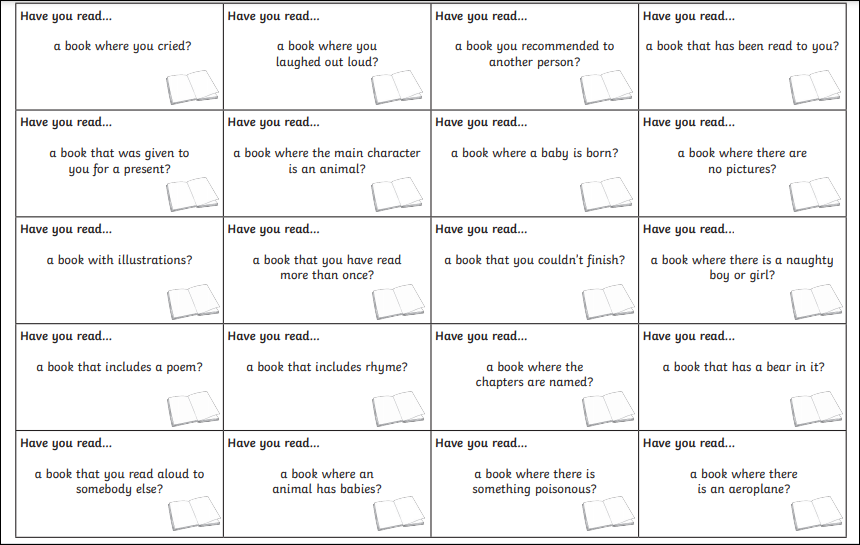 Have you read...
a book where you cried?
Have you read...
a book where you
laughed out loud?
Have you read...
a book you recommended to
another person?
Have you read...
a book that has been read to you?
Have you read...
a book that was given to
you for a present?
Have you read...
a book where the main character
is an animal?
Have you read...
a book where a baby is born?
Have you read...
a book where there are
no pictures?
Have you read...
a book with illustrations?
Have you read...
a book that you have read
more than once?
Have you read...
a book that you couldn't finish?
Have you read...
a book where there is a naughty
boy or girl?
Have you read...
a book that includes a poem?
Have you read...
a book that includes rhyme?
Have you read...
a book where the
chapters are named?
Have you read...
a book that has a bear in it?
Have you read...
a book that you read aloud to
somebody else?
Have you read...
a book where an
animal has babies?
Have you read...
a book where there is
something poisonous?
Have you read...
a book where there
is an aeroplane?